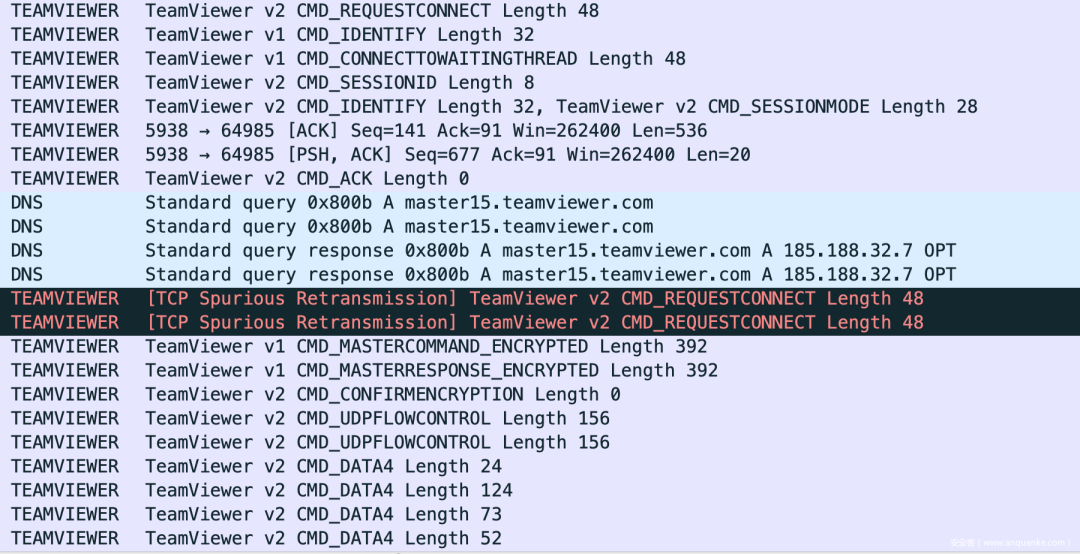 TEAMVIEWER TeamViewer v2 CMD_REQUESTCONNECT Length 48
TEAMVIEWER TeamViewer v1 CMD_IDENTIFY Length 32
TEAMVIEWER TeamViewer v1 CMD_CONNECTTOWAITINGTHREAD Length 48
TEAMVIEWER TeamViewer v2 CMD_SESSIONID Length 8
TEAMVIEWER TeamViewer v2 CMD_IDENTIFY Length 32, TeamViewer v2 CMD_SESSIONMODE Length 28
TEAMVIEWER 5938 → 64985 [ACK] Seq=141 Ack=91 Win=262400 Len=536
TEAMVIEWER 5938 → 64985 [PSH, ACK] Seq=677 Ack=91 Win=262400 Len=20
TEAMVIEWER TeamViewer v2 CMD_ACK Length 0
DNS Standard query 0x800b A master15.teamviewer.com
DNS Standard query 0x800b A master15.teamviewer.com
DNS Standard query response 0x800b A master15.teamviewer.com A 185.188.32.7 OPT
DNS Standard query response 0x800b A master15.teamviewer.com A 185.188.32.7 OPT
TEAMVIEWER [TCP Spurious Retransmission] TeamViewer v2 CMD_REQUESTCONNECT Length 48
TEAMVIEWER [TCP Spurious Retransmission] TeamViewer v2 CMD_REQUESTCONNECT Length 48
TEAMVIEWER TeamViewer v1 CMD_MASTERCOMMAND_ENCRYPTED Length 392
TEAMVIEWER TeamViewer v1 CMD_MASTERRESPONSE_ENCRYPTED Length 392
TEAMVIEWER TeamViewer v2 CMD_CONFIRMENCRYPTION Length 0
TEAMVIEWER TeamViewer v2 CMD_UDPFLOWCONTROL Length 156
TEAMVIEWER TeamViewer v2 CMD_UDPFLOWCONTROL Length 156
TEAMVIEWER TeamViewer v2 CMD_DATA4 Length 24
TEAMVIEWER TeamViewer v2 CMD_DATA4 Length 124
TEAMVIEWER TeamViewer v2 CMD_DATA4 Length 73
TEAMVIEWER TeamViewer v2 CMD_DATA4 Length 52
安全客（www.anquanke.com）